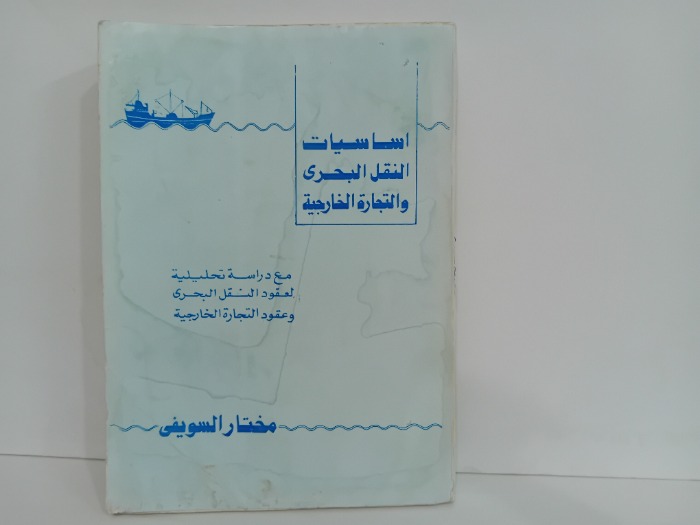 اساسيات
النقل البحرى
والتجارة الخارجية
مع دراسة تحليلية
لعقود النقل البحرى
وعقود التجارة الخارجية
مختار السويفى